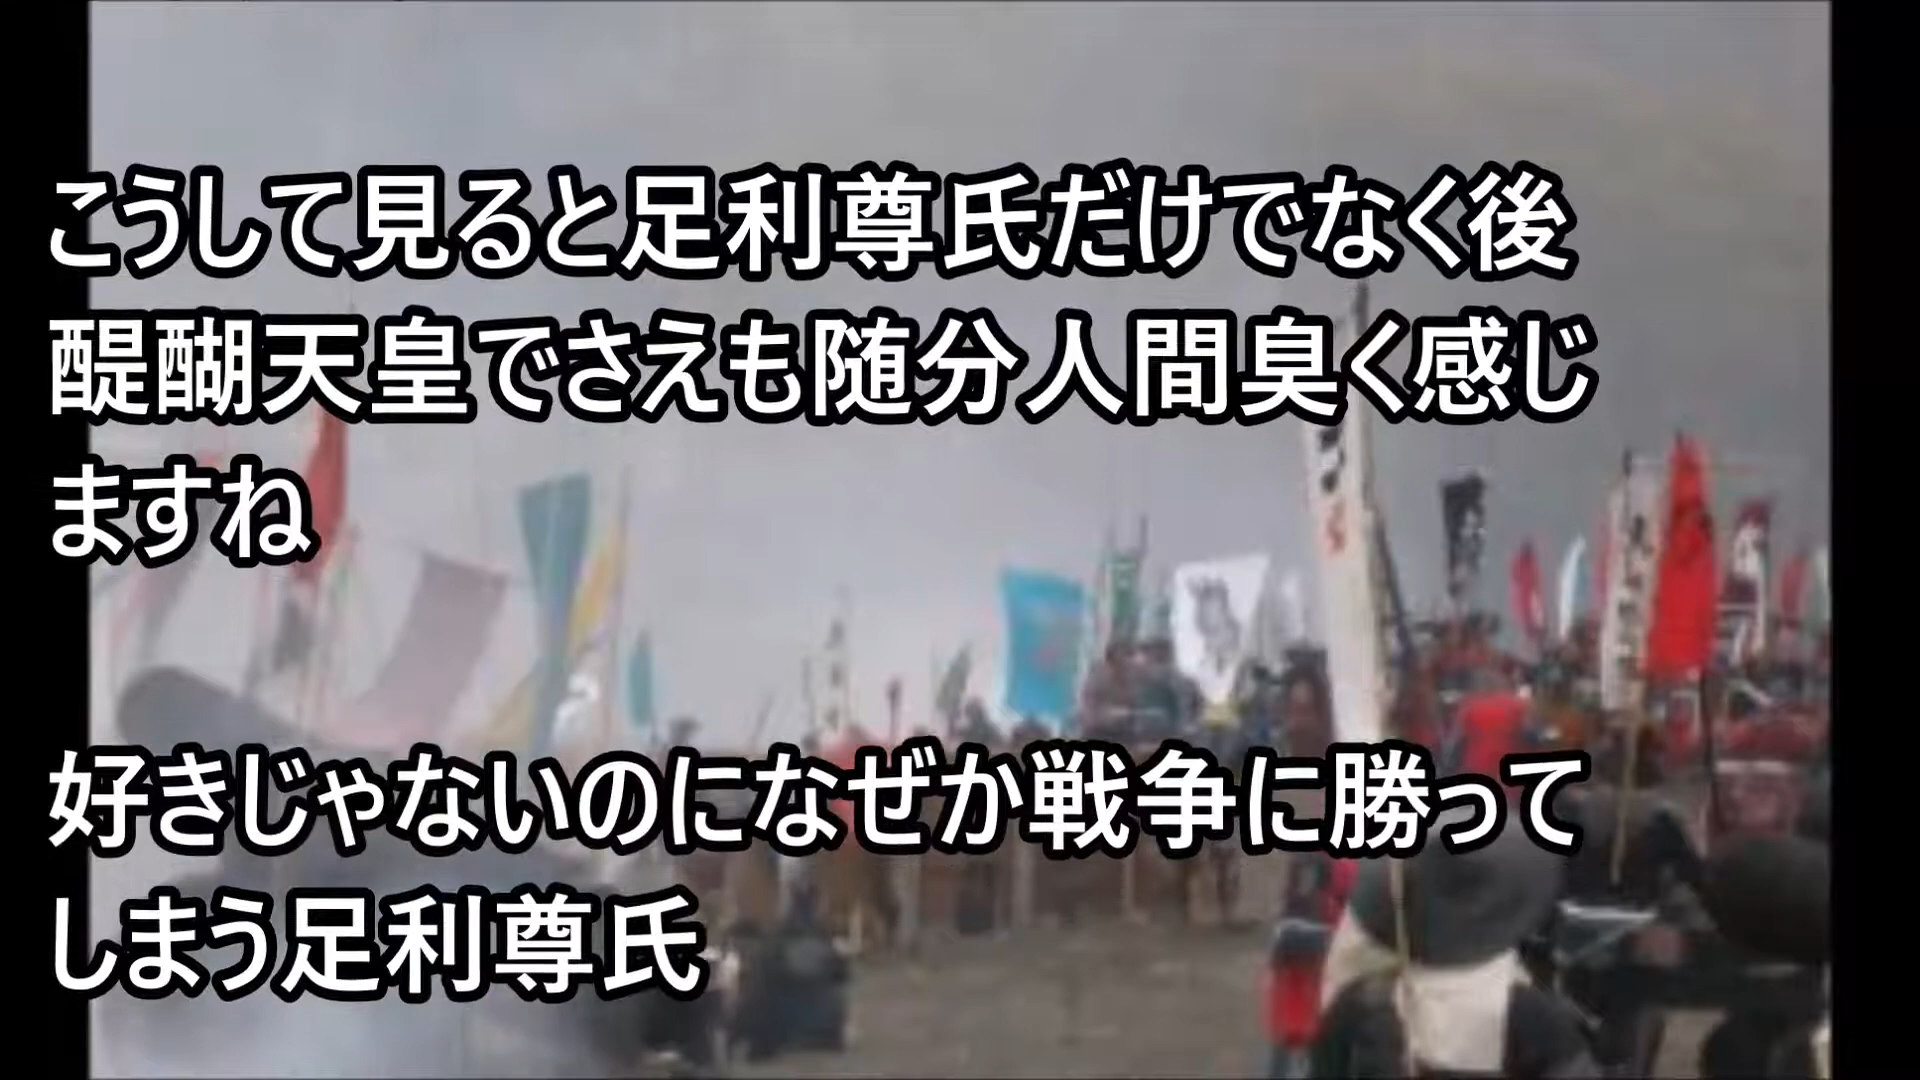 こうして見ると足利尊氏だけでなく後
醍醐天皇でさえも随分人間臭く感じ
ますね
好きじゃないのになぜか戦争に勝って
しまう足利尊氏